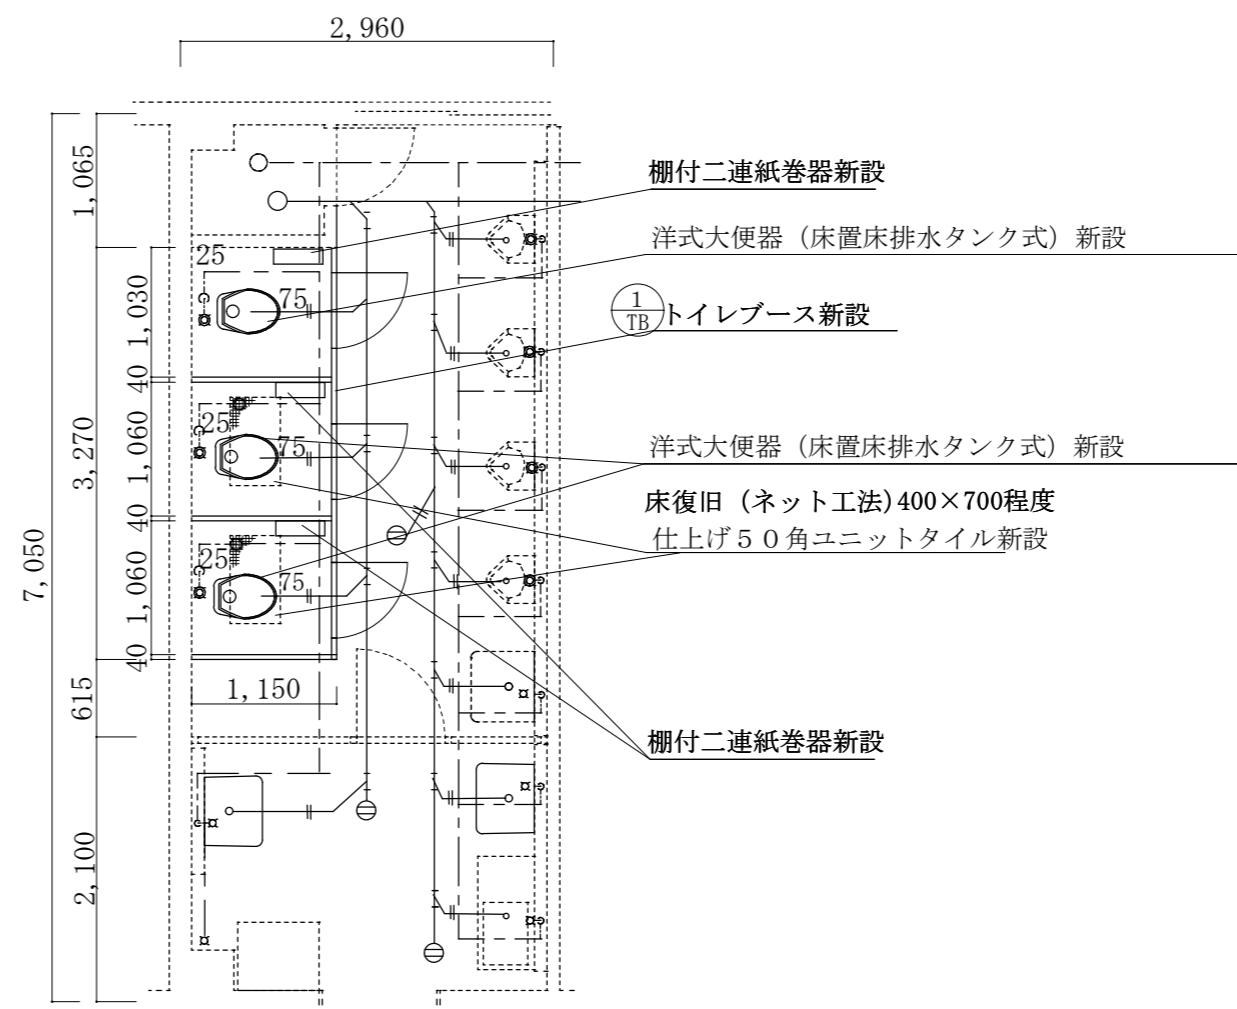 2,960
1,065
棚付二連紙巻器新設
洋式大便器（床置床排水タンク式）新設
25
75
1
TB
トイレブース新設
1,030
40
3,270
1,060
25
75
洋式大便器（床置床排水タンク式）新設
床復旧（ネット工法)400×700程度
仕上げ５０角ユニットタイル新設
40
7,050
1,060
25
75
40
615
1,150
棚付二連紙巻器新設
2,100